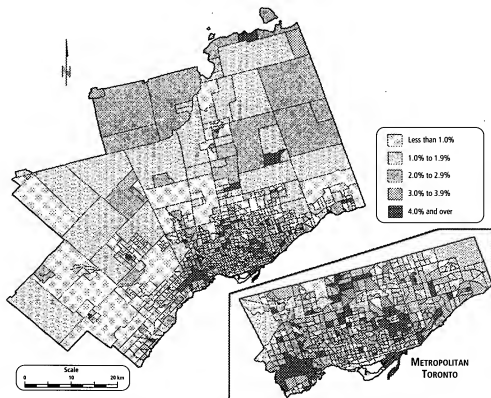 N
Less than 1.0%
1.0% to 1.9%
2.0% to 2.9%
3.0% to 3.9%
4.0% and over
Scale
0 10 20 km
METROPOLITAN
TORONTO